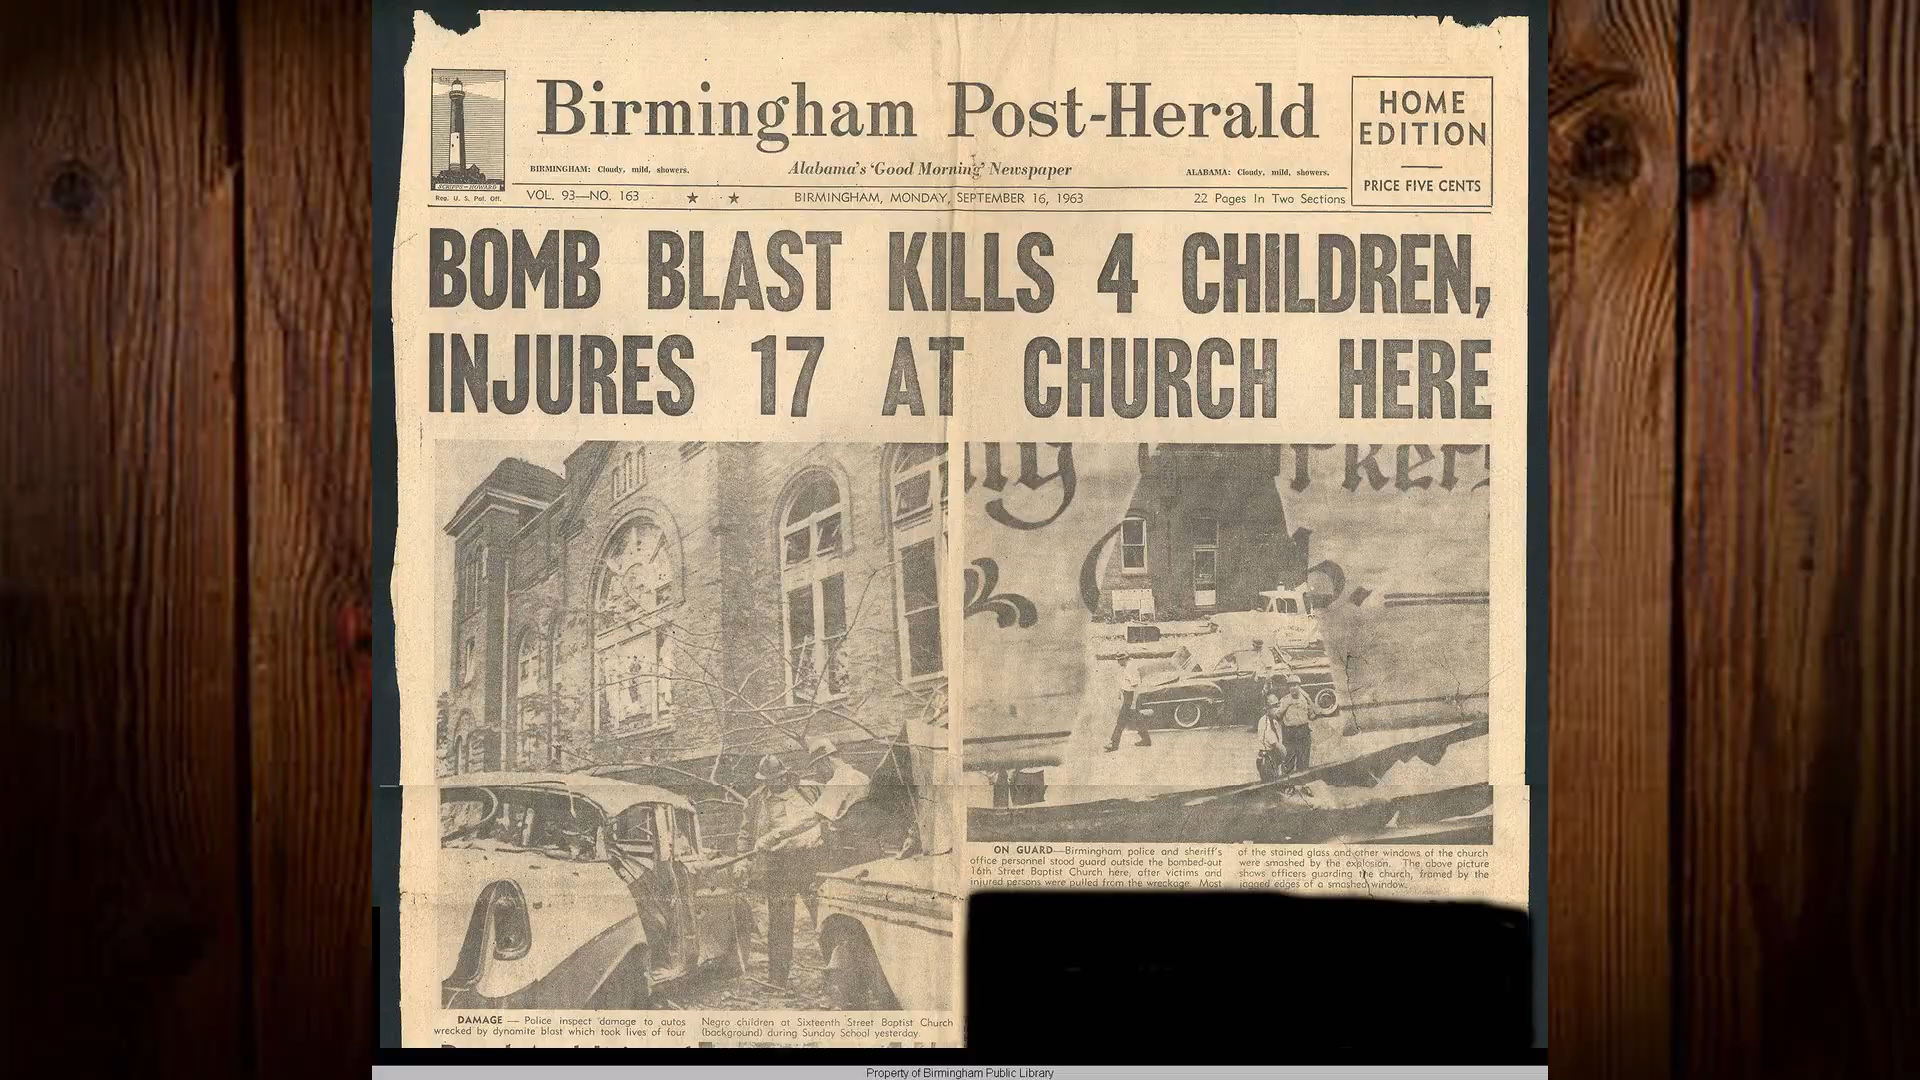 Birmingham Post-Herald
HOME
EDITION
PRICE FIVE CENTS
SCRIPPS-HOWARD
Reg. U. S. Pat. Off.
BIRMINGHAM: Cloudy, mild, showers.
Alabama's 'Good Morning' Newspaper
ALABAMA: Cloudy, mild, showers.
VOL. 93—NO. 163
BIRMINGHAM, MONDAY, SEPTEMBER 16, 1963
22 Pages In Two Sections
BOMB BLAST KILLS 4 CHILDREN,
INJURES 17 AT CHURCH HERE
ON GUARD—Birmingham police and sheriff's
office personnel stood guard outside the bombed-out
16th Street Baptist Church here, after victims and
injured persons were pulled from the wreckage. Most
of the stained glass and other windows of the church
were smashed by the explosion. The above picture
shows officers guarding the church, framed by the
jagged edges of a smashed window.
DAMAGE — Police inspect damage to autos
wrecked by dynamite blast which took lives of four
Negro children at Sixteenth Street Baptist Church
(background) during Sunday School yesterday.
Property of Birmingham Public Library